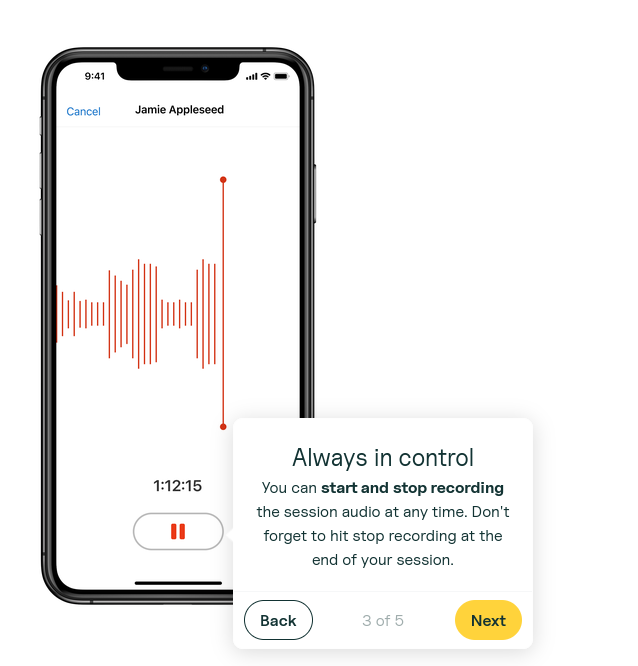 9:41
Cancel
Jamie Appleseed
1:12:15
Always in control
You can start and stop recording
the session audio at any time. Don't
forget to hit stop recording at the
end of your session.
Back
3 of 5
Next